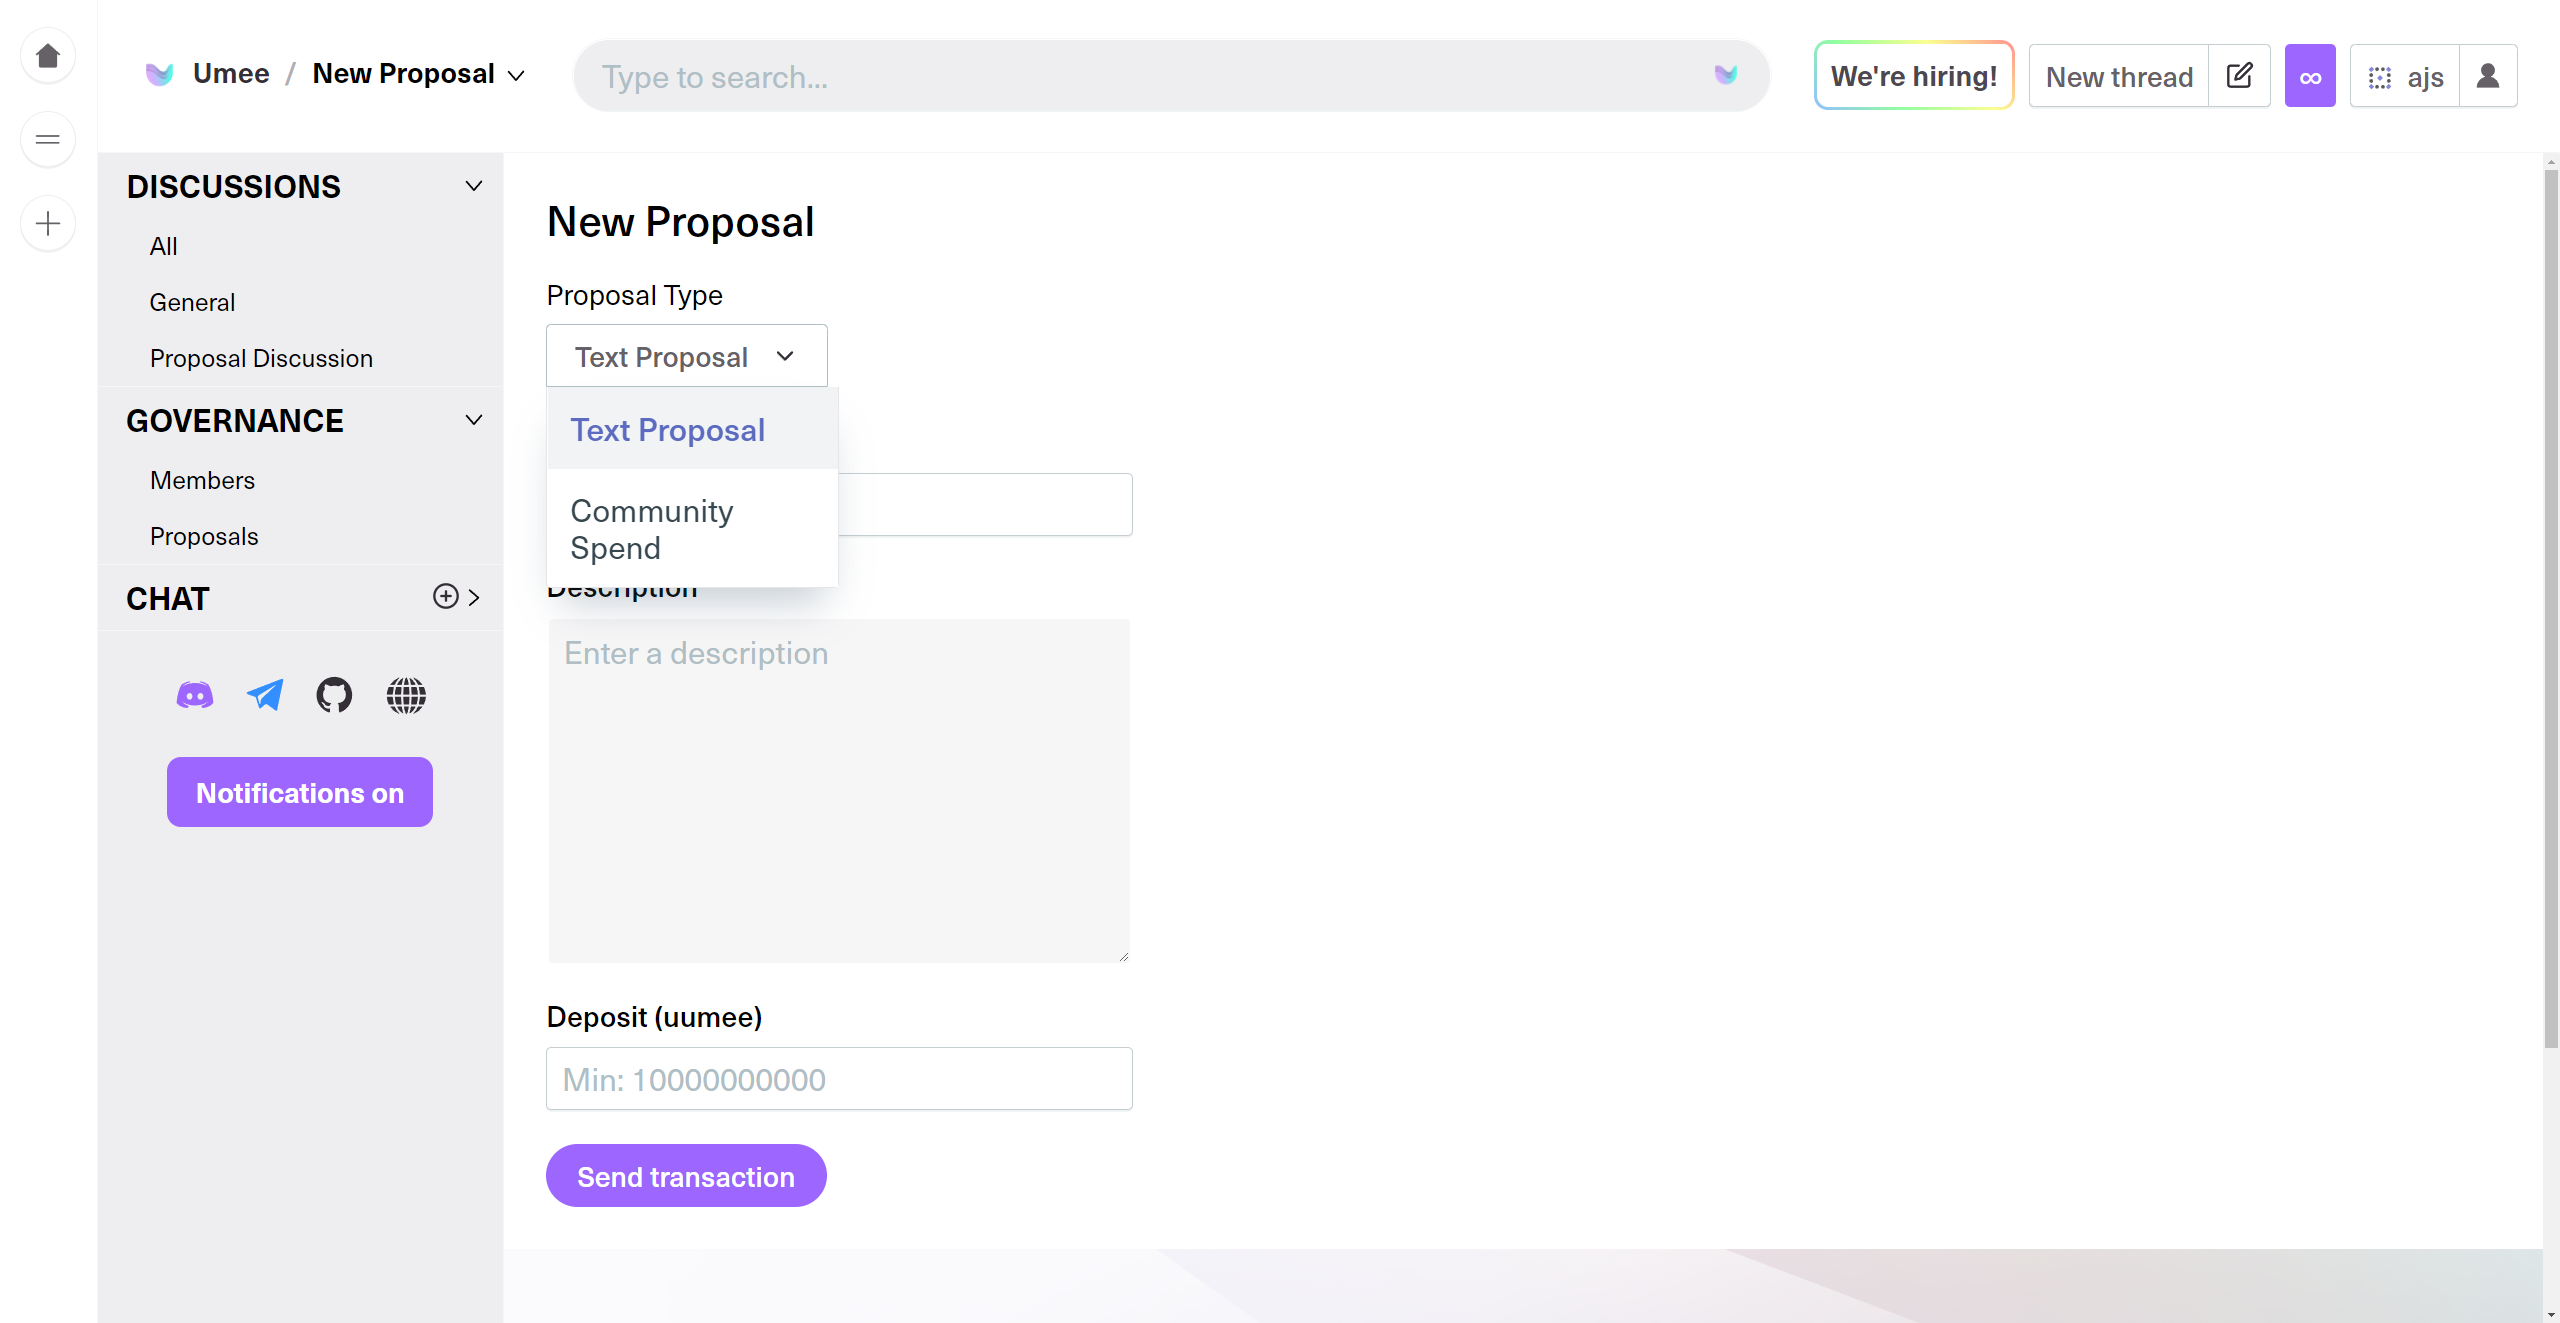 Umee / New Proposal
Type to search...
We're hiring!
New thread
∞
ajs
DISCUSSIONS
All
General
Proposal Discussion
GOVERNANCE
Members
Proposals
CHAT
Notifications on
New Proposal
Proposal Type
Text Proposal
Text Proposal
Community
Spend
Description
Enter a description
Deposit (uumee)
Min: 10000000000
Send transaction